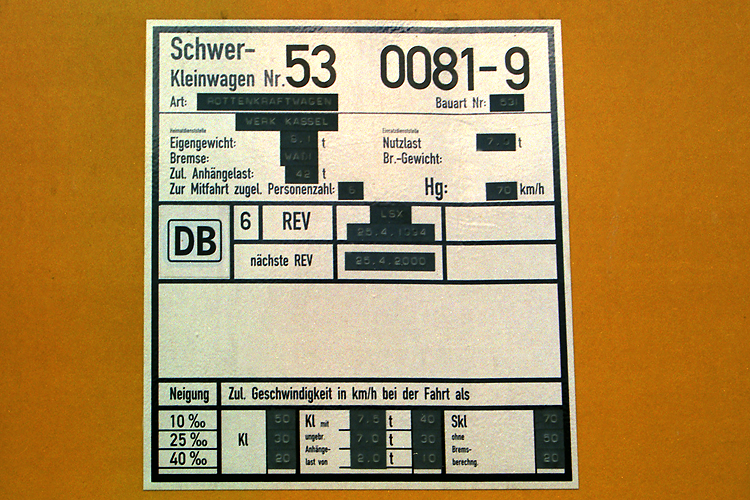 Schwer-
Kleinwagen Nr. 53 0081-9
Art: ROTTENKRAFTWAGEN Bauart Nr: 531
WERK KASSEL
Heimatdienststelle Einsatzdienststelle
Eigengewicht: t Nutzlast 7.0 t
Bremse: Br.-Gewicht:
Zul. Anhängelast: 42 t
Zur Mitfahrt zugel. Personenzahl: 6 Hg: 70 km/h
DB 6 REV LSX
25.4.1994
nächste REV 25.4.2000
Neigung Zul. Geschwindigkeit in km/h bei der Fahrt als
10 ‰ 50 Kl mit 7.5 t 40 Skl 70
25 ‰ Kl 30 ungebr. 7.0 t 30 ohne 50
Anhänge- Brems-
40 ‰ 20 last von 2.0 t 10 berechng. 20